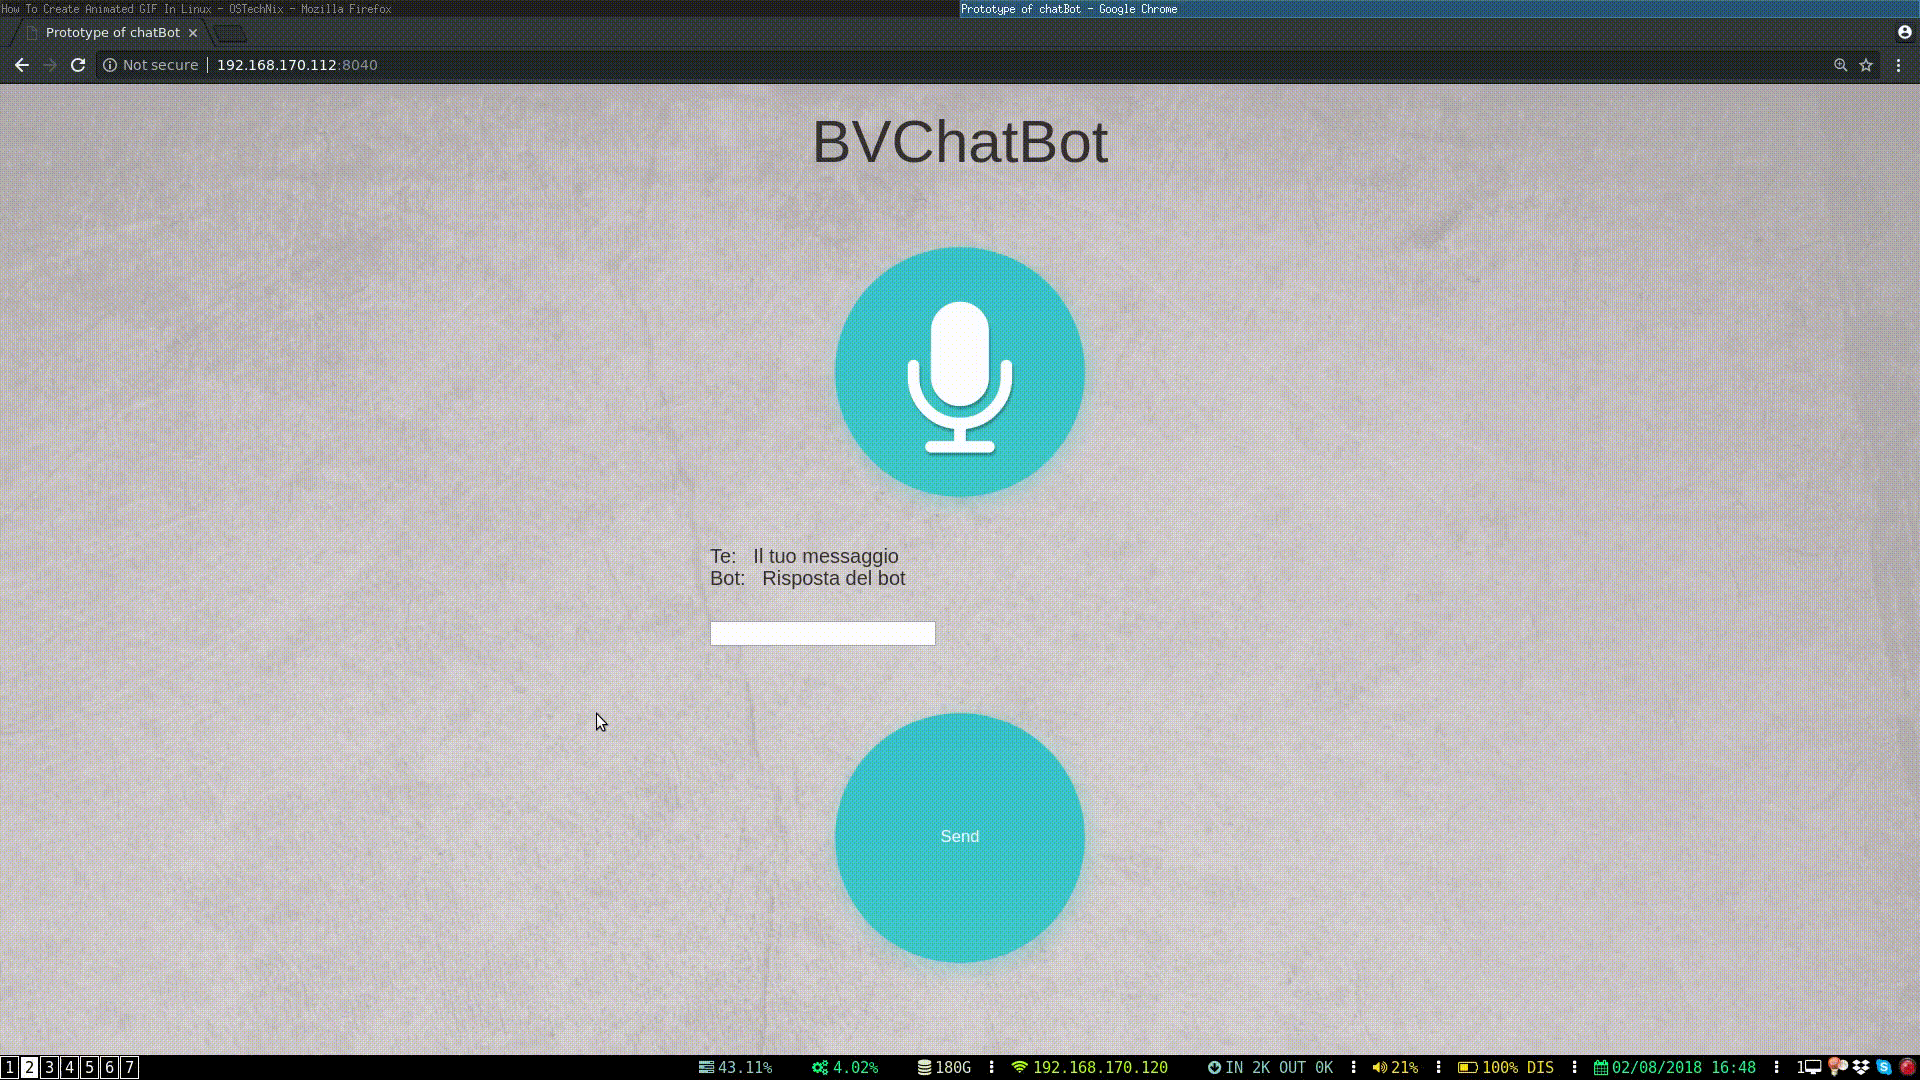 How To Create Animated GIF In Linux - OSTechNix - Mozilla Firefox
Prototype of chatBot - Google Chrome
Prototype of chatBot
Not secure 192.168.170.112:8040
BVChatBot
Te: Il tuo messaggio
Bot: Risposta del bot
Send
1 2 3 4 5 6 7 43.11% 4.02% 180G 192.168.170.120 IN 2K OUT 0K 21% 100% DIS 02/08/2018 16:48 1